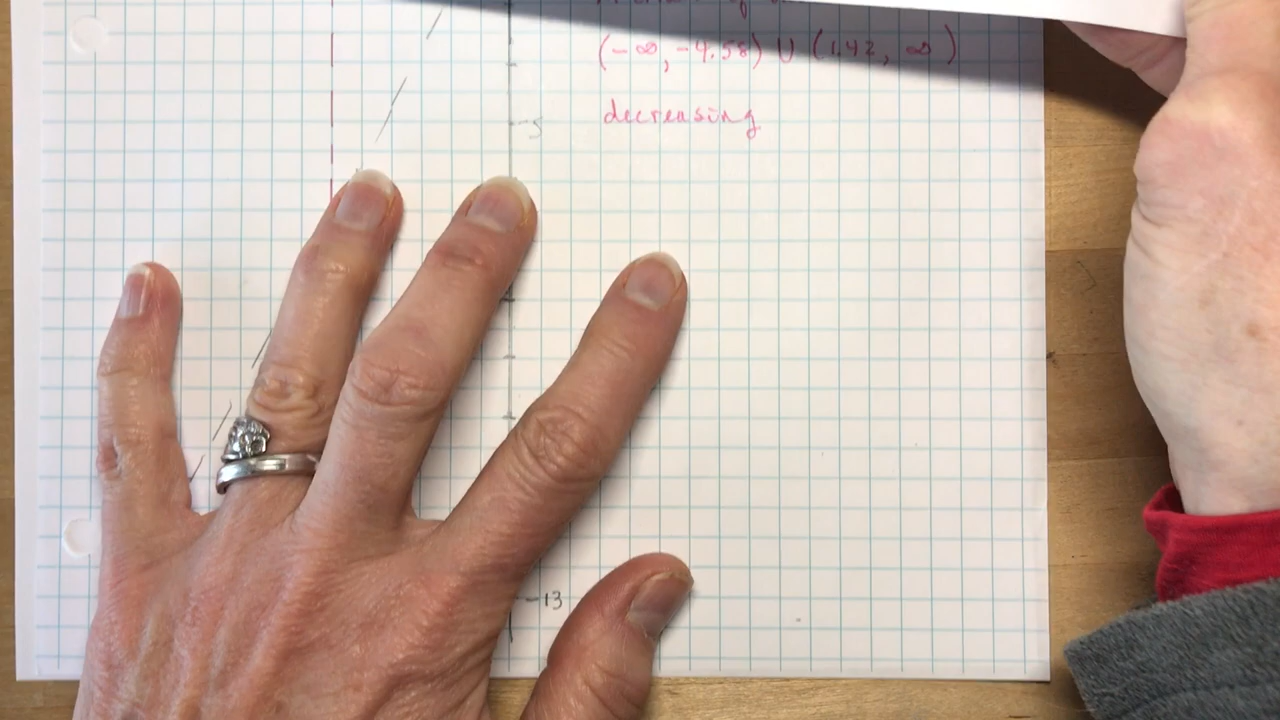 (-∞, -4.58) ∪ (1.42, ∞)
decreasing
-5
-13